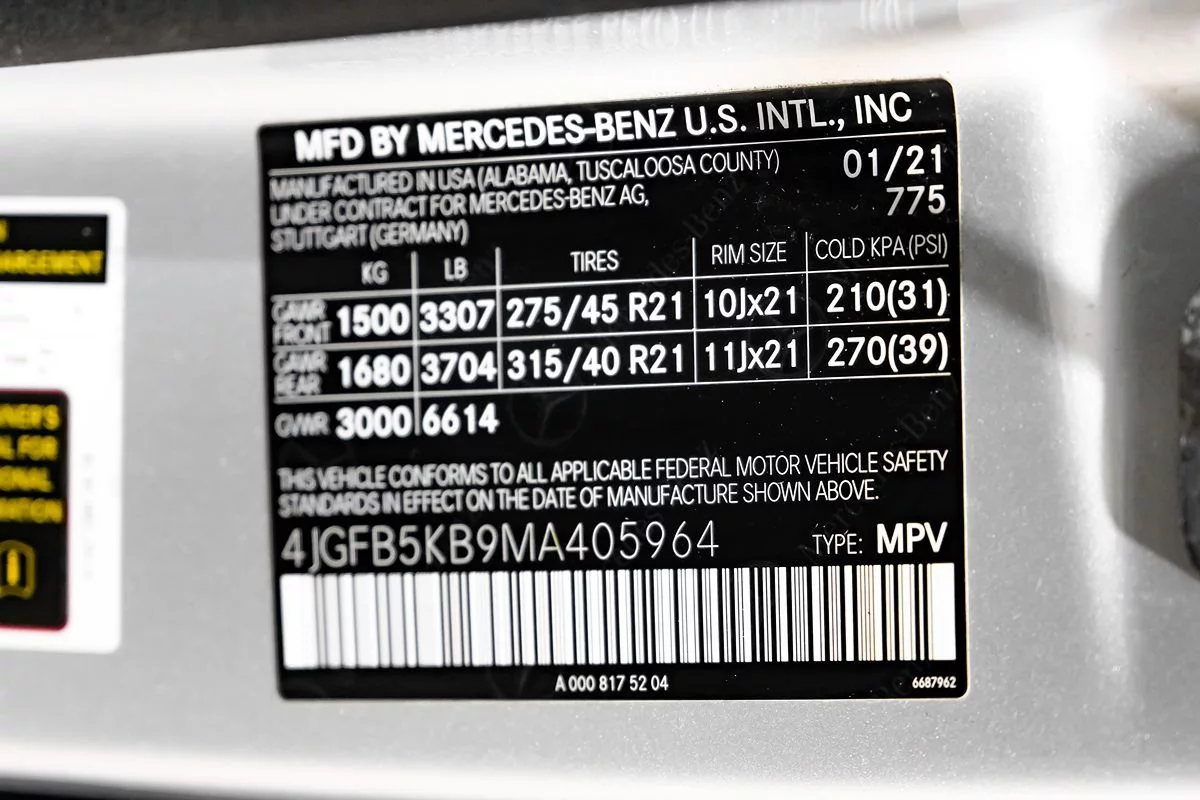 MFD BY MERCEDES-BENZ U.S. INTL., INC
MANUFACTURED IN USA (ALABAMA, TUSCALOOSA COUNTY) 01/21
UNDER CONTRACT FOR MERCEDES-BENZ AG, 775
STUTTGART (GERMANY)
KG LB TIRES RIM SIZE COLD KPA (PSI)
GAWR FRONT 1500 3307 275/45 R21 10Jx21 210(31)
GAWR REAR 1680 3704 315/40 R21 11Jx21 270(39)
GVWR 3000 6614
THIS VEHICLE CONFORMS TO ALL APPLICABLE FEDERAL MOTOR VEHICLE SAFETY
STANDARDS IN EFFECT ON THE DATE OF MANUFACTURE SHOWN ABOVE.
4JGFB5KB9MA405964 TYPE: MPV
A 000 817 52 04 6687962